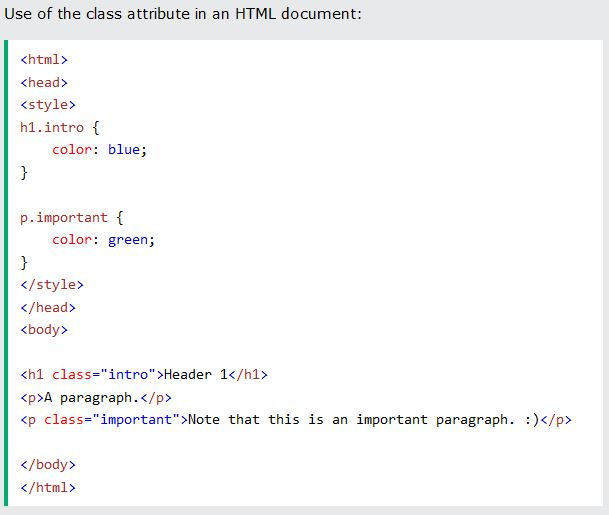 Use of the class attribute in an HTML document:
<html>
<head>
<style>
h1.intro {
    color: blue;
}

p.important {
    color: green;
}
</style>
</head>
<body>

<h1 class="intro">Header 1</h1>
<p>A paragraph.</p>
<p class="important">Note that this is an important paragraph. :)</p>

</body>
</html>